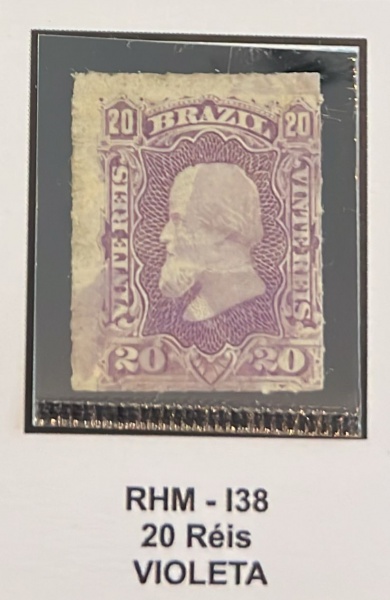 20 BRAZIL 20
VINTE REIS
VINTE REIS
20 20
RHM - I38
20 Réis
VIOLETA